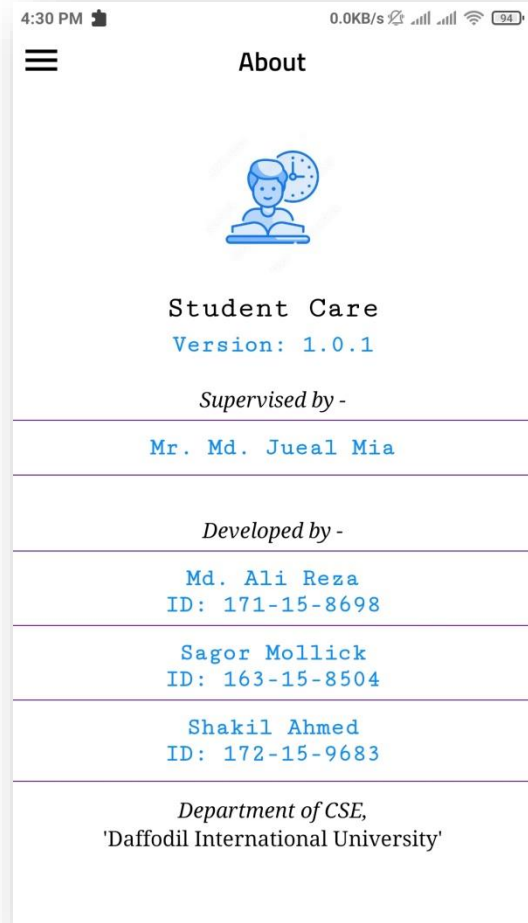 4:30 PM 0.0KB/s 94
About
Student Care
Version: 1.0.1
Supervised by -
Mr. Md. Jueal Mia
Developed by -
Md. Ali Reza
ID: 171-15-8698
Sagor Mollick
ID: 163-15-8504
Shakil Ahmed
ID: 172-15-9683
Department of CSE,
'Daffodil International University'